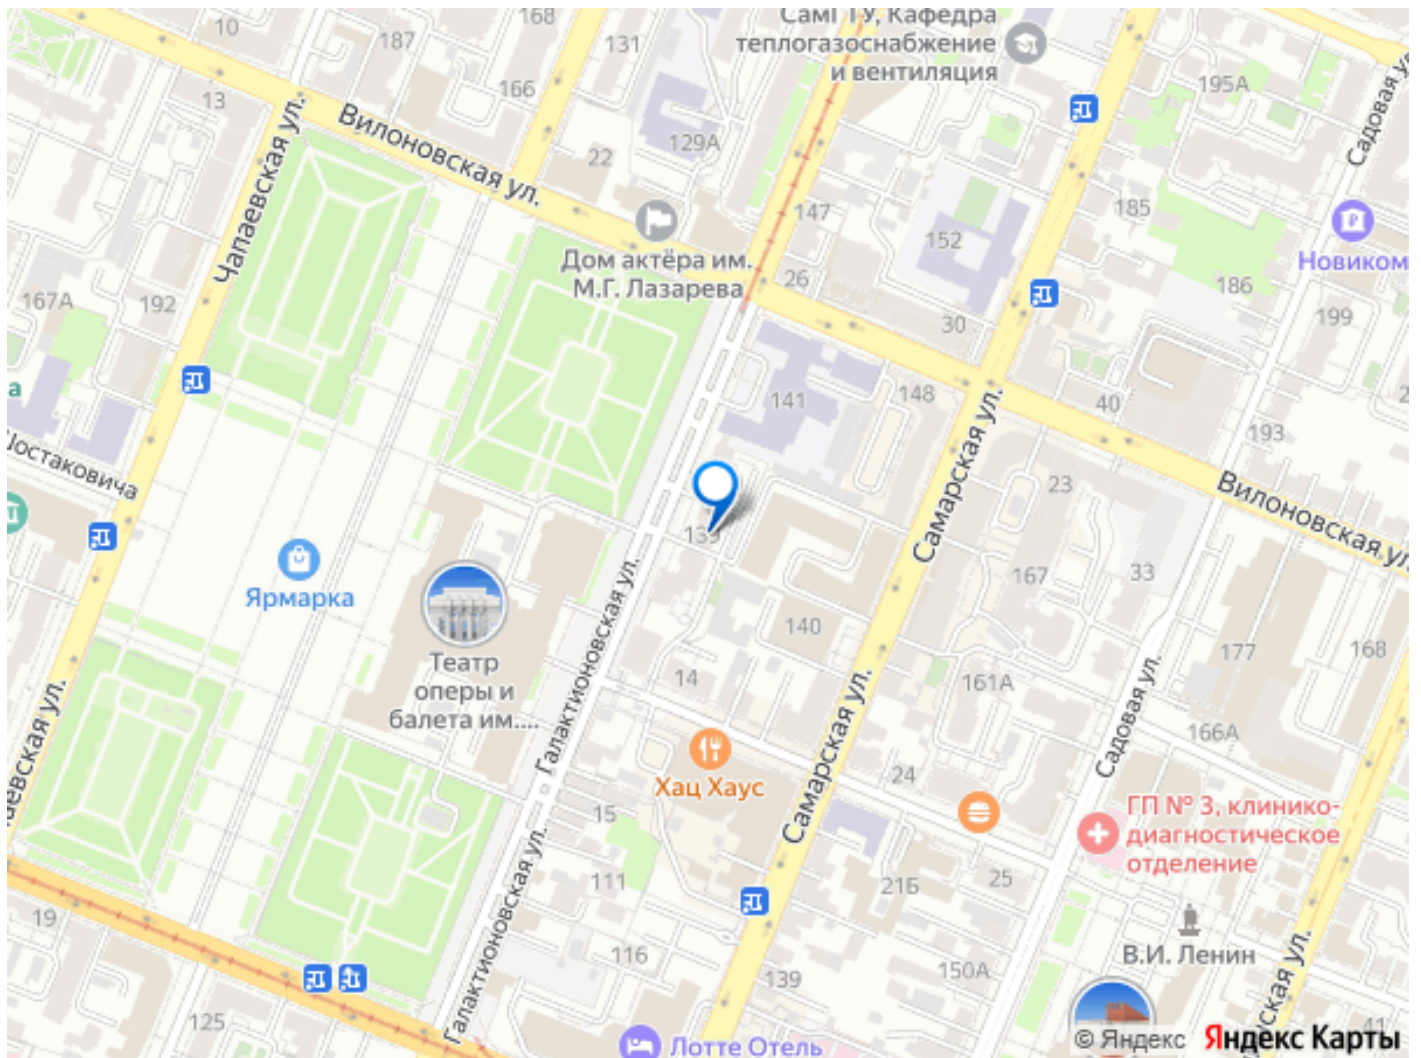 168
10
187
131
166
13
СамГТУ, Кафедра
теплогазоснабжение
и вентиляция
195А
Садовая ул.
Вилоновская ул.
129А
22
Чапаевская ул.
147
185
152
Дом актёра им.
М.Г. Лазарева
26
Новиком
186
167А
192
30
199
а
141
148
40
193
Шостаковича
Самарская ул.
23
Вилоновская ул.
Ярмарка
Галактионовская ул.
167
33
140
Театр
оперы и
балета им....
14
161А
177
168
Чапаевская ул.
Самарская ул.
Садовая ул.
166А
Хац Хаус
24
15
ГП № 3, клинико-
диагностическое
отделение
Галактионовская ул.
111
21Б
25
19
116
139
150А
В.И. Ленин
125
Лотте Отель
41
© Яндекс Яндекс Карты